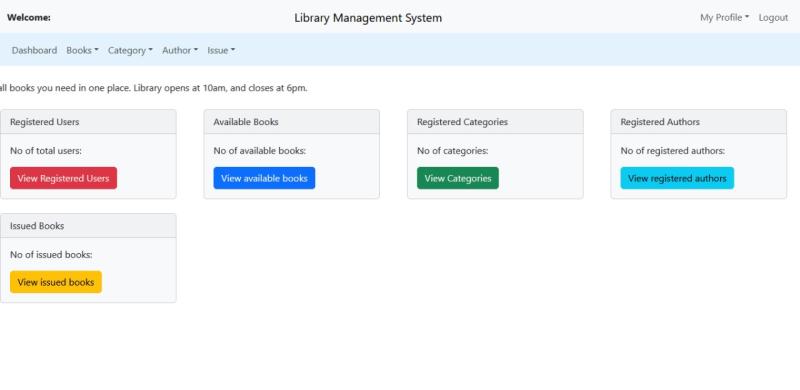 Welcome:
Library Management System
My Profile
Logout
Dashboard
Books
Category
Author
Issue
all books you need in one place. Library opens at 10am, and closes at 6pm.
Registered Users
No of total users:
View Registered Users
Available Books
No of available books:
View available books
Registered Categories
No of categories:
View Categories
Registered Authors
No of registered authors:
View registered authors
Issued Books
No of issued books:
View issued books